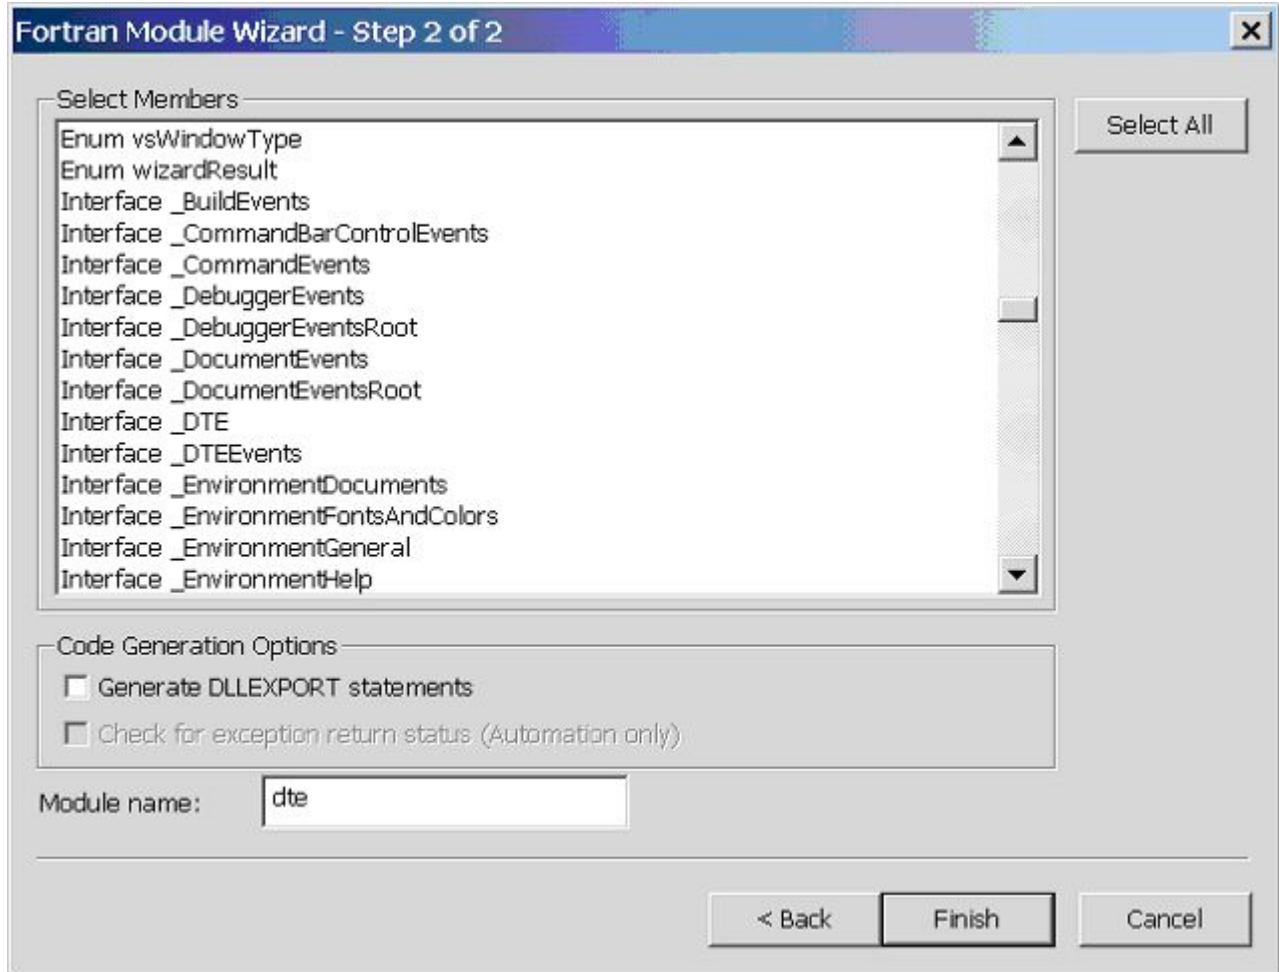 Fortran Module Wizard - Step 2 of 2
Select Members
Select All
Enum vsWindowType
Enum wizardResult
Interface _BuildEvents
Interface _CommandBarControlEvents
Interface _CommandEvents
Interface _DebuggerEvents
Interface _DebuggerEventsRoot
Interface _DocumentEvents
Interface _DocumentEventsRoot
Interface _DTE
Interface _DTEEvents
Interface _EnvironmentDocuments
Interface _EnvironmentFontsAndColors
Interface _EnvironmentGeneral
Interface _EnvironmentHelp
Code Generation Options
Generate DLLEXPORT statements
Check for exception return status (Automation only)
Module name: dte
< Back Finish Cancel